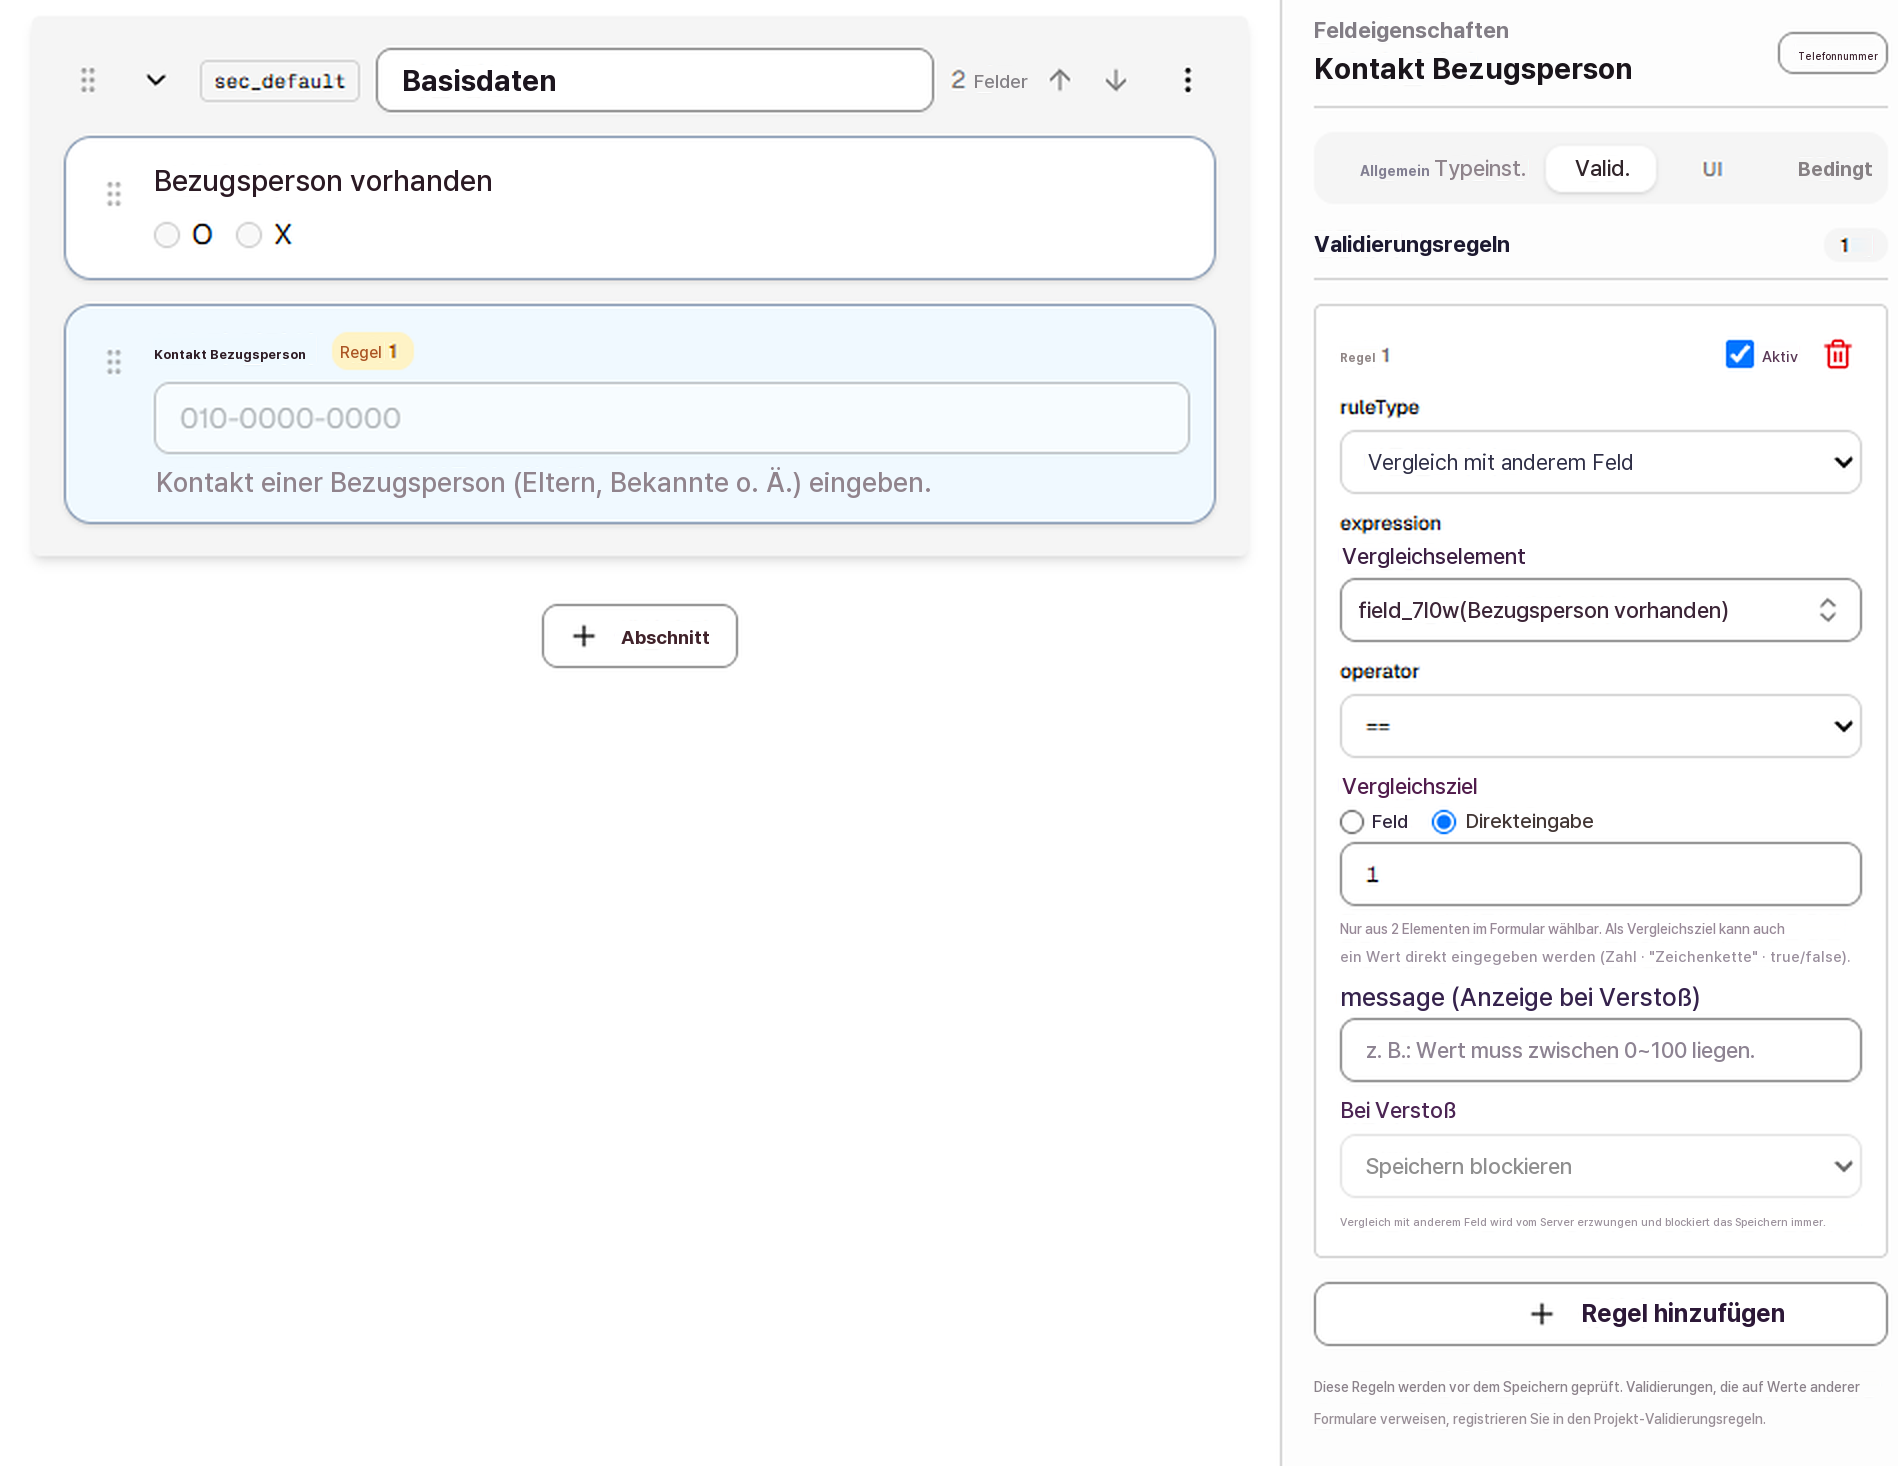 sec_default
Basisdaten
2 Felder
Bezugsperson vorhanden
O X
Kontakt Bezugsperson Regel 1
010-0000-0000
Kontakt einer Bezugsperson (Eltern, Bekannte o. Ä.) eingeben.
Abschnitt
Feldeigenschaften
Kontakt Bezugsperson
Telefonnummer
Allgemein Typeinst. Valid. UI Bedingt
Validierungsregeln 1
Regel 1 Aktiv
ruleType
Vergleich mit anderem Feld
expression
Vergleichselement
field_7l0w(Bezugsperson vorhanden)
operator
==
Vergleichsziel
Feld Direkteingabe
1
Nur aus 2 Elementen im Formular wählbar. Als Vergleichsziel kann auch
ein Wert direkt eingegeben werden (Zahl · "Zeichenkette" · true/false).
message (Anzeige bei Verstoß)
z. B.: Wert muss zwischen 0~100 liegen.
Bei Verstoß
Speichern blockieren
Vergleich mit anderem Feld wird vom Server erzwungen und blockiert das Speichern immer.
Regel hinzufügen
Diese Regeln werden vor dem Speichern geprüft. Validierungen, die auf Werte anderer
Formulare verweisen, registrieren Sie in den Projekt-Validierungsregeln.